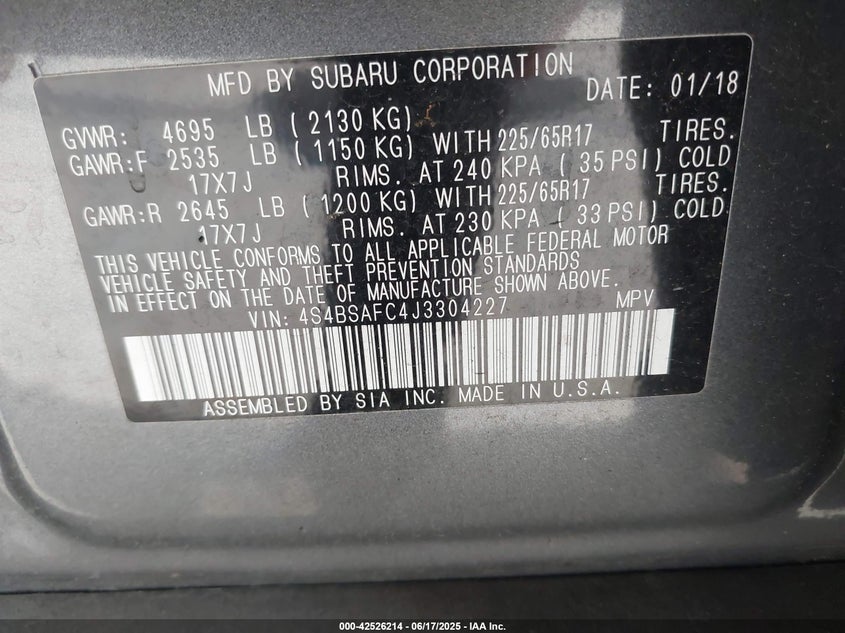 MFD BY SUBARU CORPORATION DATE: 01/18
GVWR: 4695 LB ( 2130 KG)
GAWR:F 2535 LB ( 1150 KG) WITH 225/65R17 TIRES.
17X7J RIMS. AT 240 KPA ( 35 PSI) COLD
GAWR:R 2645 LB ( 1200 KG) WITH 225/65R17 TIRES.
17X7J RIMS. AT 230 KPA ( 33 PSI) COLD
THIS VEHICLE CONFORMS TO ALL APPLICABLE FEDERAL MOTOR
VEHICLE SAFETY AND THEFT PREVENTION STANDARDS
IN EFFECT ON THE DATE OF MANUFACTURE SHOWN ABOVE.
VIN: 4S4BSAFC4J3304227 MPV
ASSEMBLED BY SIA INC. MADE IN U.S.A.
000-42526214 - 06/17/2025 - IAA Inc.